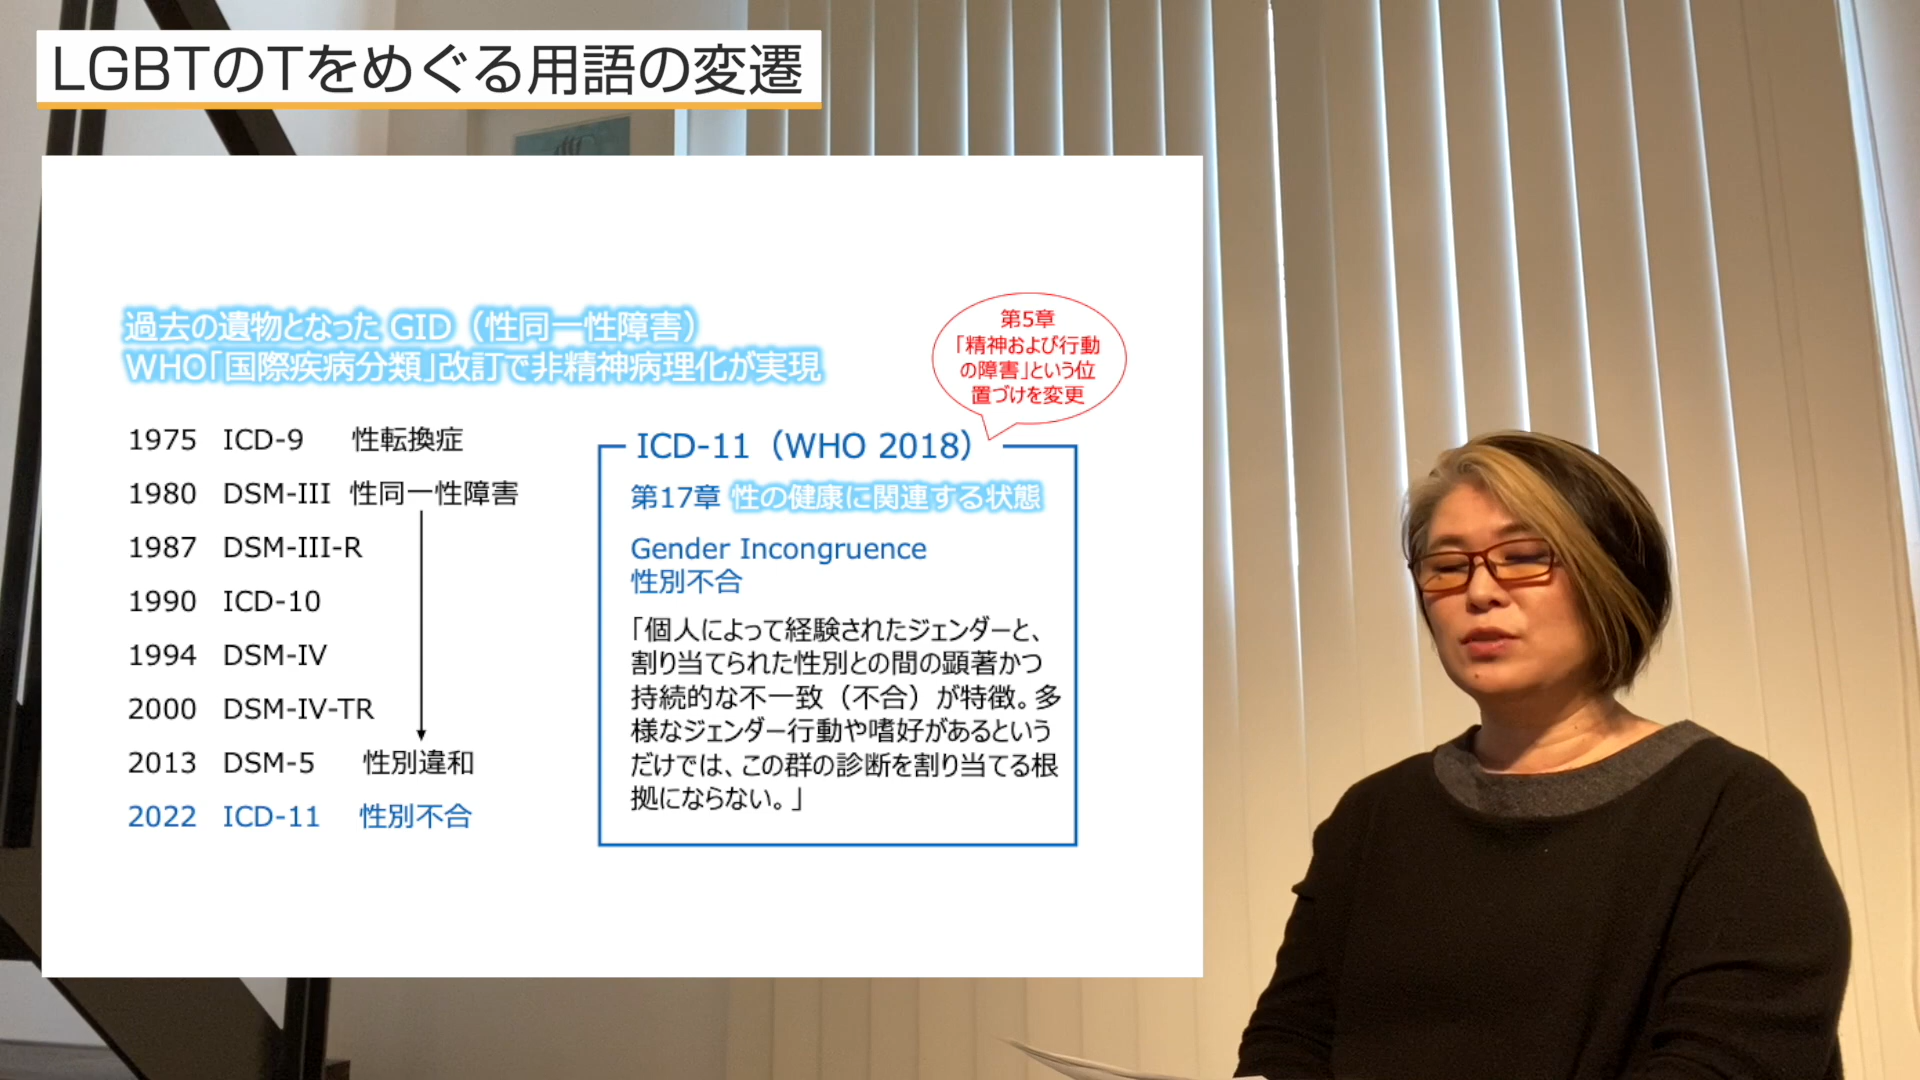 LGBTのTをめぐる用語の変遷
過去の遺物となった GID（性同一性障害）
WHO「国際疾病分類」改訂で非精神病理化が実現
1975 ICD-9 性転換症
1980 DSM-III 性同一性障害
1987 DSM-III-R
1990 ICD-10
1994 DSM-IV
2000 DSM-IV-TR
2013 DSM-5 性別違和
2022 ICD-11 性別不合
第5章
「精神および行動
の障害」という位
置づけを変更
ICD-11（WHO 2018）
第17章 性の健康に関連する状態
Gender Incongruence
性別不合
「個人によって経験されたジェンダーと、
割り当てられた性別との間の顕著かつ
持続的な不一致（不合）が特徴。多
様なジェンダー行動や嗜好があるという
だけでは、この群の診断を割り当てる根
拠にならない。」